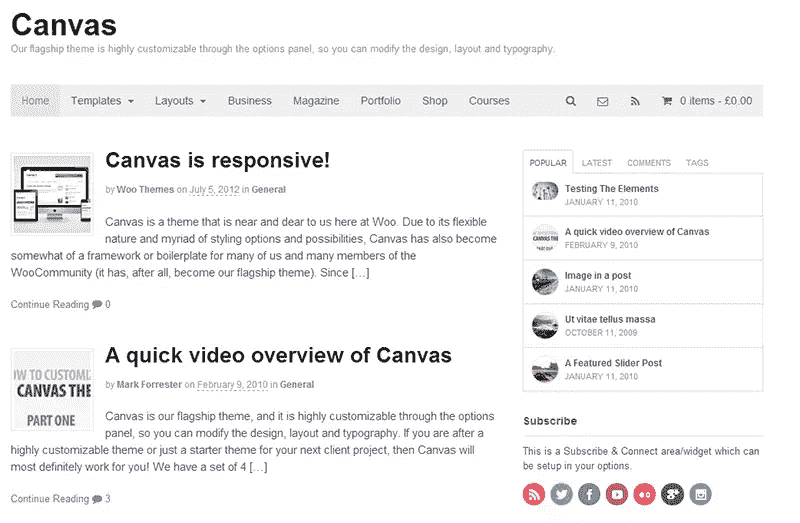 Canvas
Our flagship theme is highly customizable through the options panel, so you can modify the design, layout and typography.
Home Templates Layouts Business Magazine Portfolio Shop Courses 0 items - £0.00
Canvas is responsive!
by Woo Themes on July 5, 2012 in General
Canvas is a theme that is near and dear to us here at Woo. Due to its flexible
nature and myriad of styling options and possibilities, Canvas has also become
somewhat of a framework or boilerplate for many of us and many members of the
WooCommunity (it has, after all, become our flagship theme). Since […]
Continue Reading 0
OW TO CUSTOMIZ
CANVAS THE
PART ONE
A quick video overview of Canvas
by Mark Forrester on February 9, 2010 in General
Canvas is our flagship theme, and it is highly customizable through the options
panel, so you can modify the design, layout and typography. If you are after a
highly customizable theme or just a starter theme for your next client project, then Canvas will
most definitely work for you! We have a set of 4 […]
Continue Reading 3
POPULAR LATEST COMMENTS TAGS
Testing The Elements
JANUARY 11, 2010
CANVAS THE
A quick video overview of Canvas
FEBRUARY 9, 2010
Image in a post
JANUARY 11, 2010
Ut vitae tellus massa
OCTOBER 11, 2009
A Featured Slider Post
JANUARY 11, 2010
Subscribe
This is a Subscribe & Connect area/widget which can
be setup in your options.